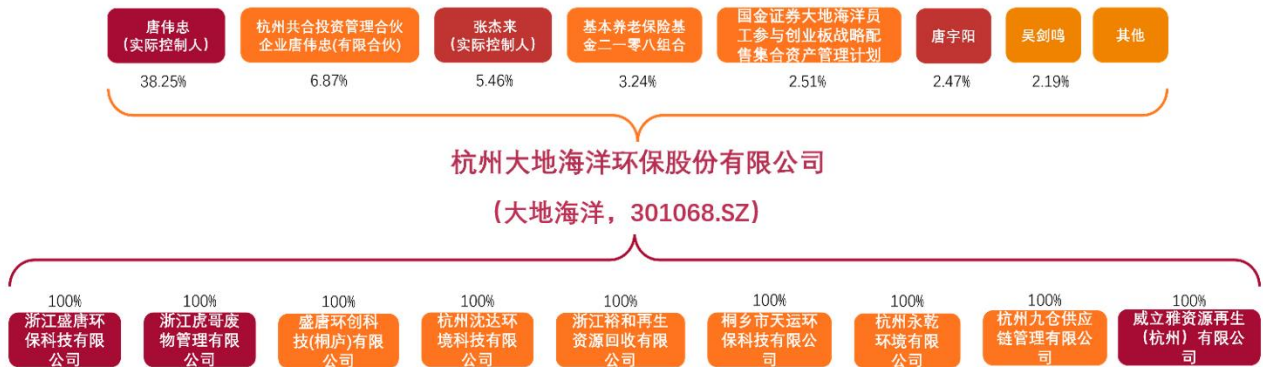 唐伟忠
(实际控制人)
杭州共合投资管理合伙
企业唐伟忠(有限合伙)
张杰来
(实际控制人)
基本养老保险基
金二一零八组合
国金证券大地海洋员
工参与创业板战略配
售集合资产管理计划
唐宇阳
吴剑鸣
其他
38.25%
6.87%
5.46%
3.24%
2.51%
2.47%
2.19%
杭州大地海洋环保股份有限公司
(大地海洋，301068.SZ)
100%
100%
100%
100%
100%
100%
100%
100%
100%
浙江盛唐环
保科技有限
公司
浙江虎哥废
物管理有限
公司
盛唐环创科
技(桐庐)有限
公司
杭州沈达环
境科技有限
公司
浙江裕和再生
资源回收有限
公司
桐乡市天运环
保科技有限公
司
杭州永乾
环境有限
公司
杭州九仓供应
链管理有限公
司
威立雅资源再生
（杭州）有限公
司